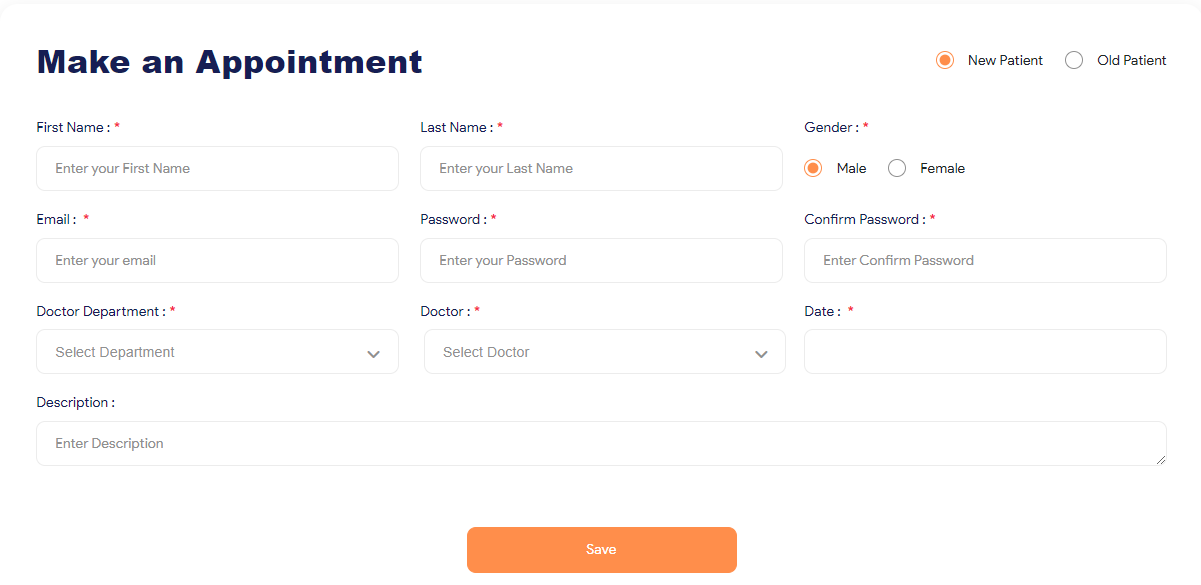 Make an Appointment
New Patient Old Patient
First Name : * Last Name : * Gender : *
Enter your First Name Enter your Last Name Male Female
Email : * Password : * Confirm Password : *
Enter your email Enter your Password Enter Confirm Password
Doctor Department : * Doctor : * Date : *
Select Department Select Doctor
Description :
Enter Description
Save